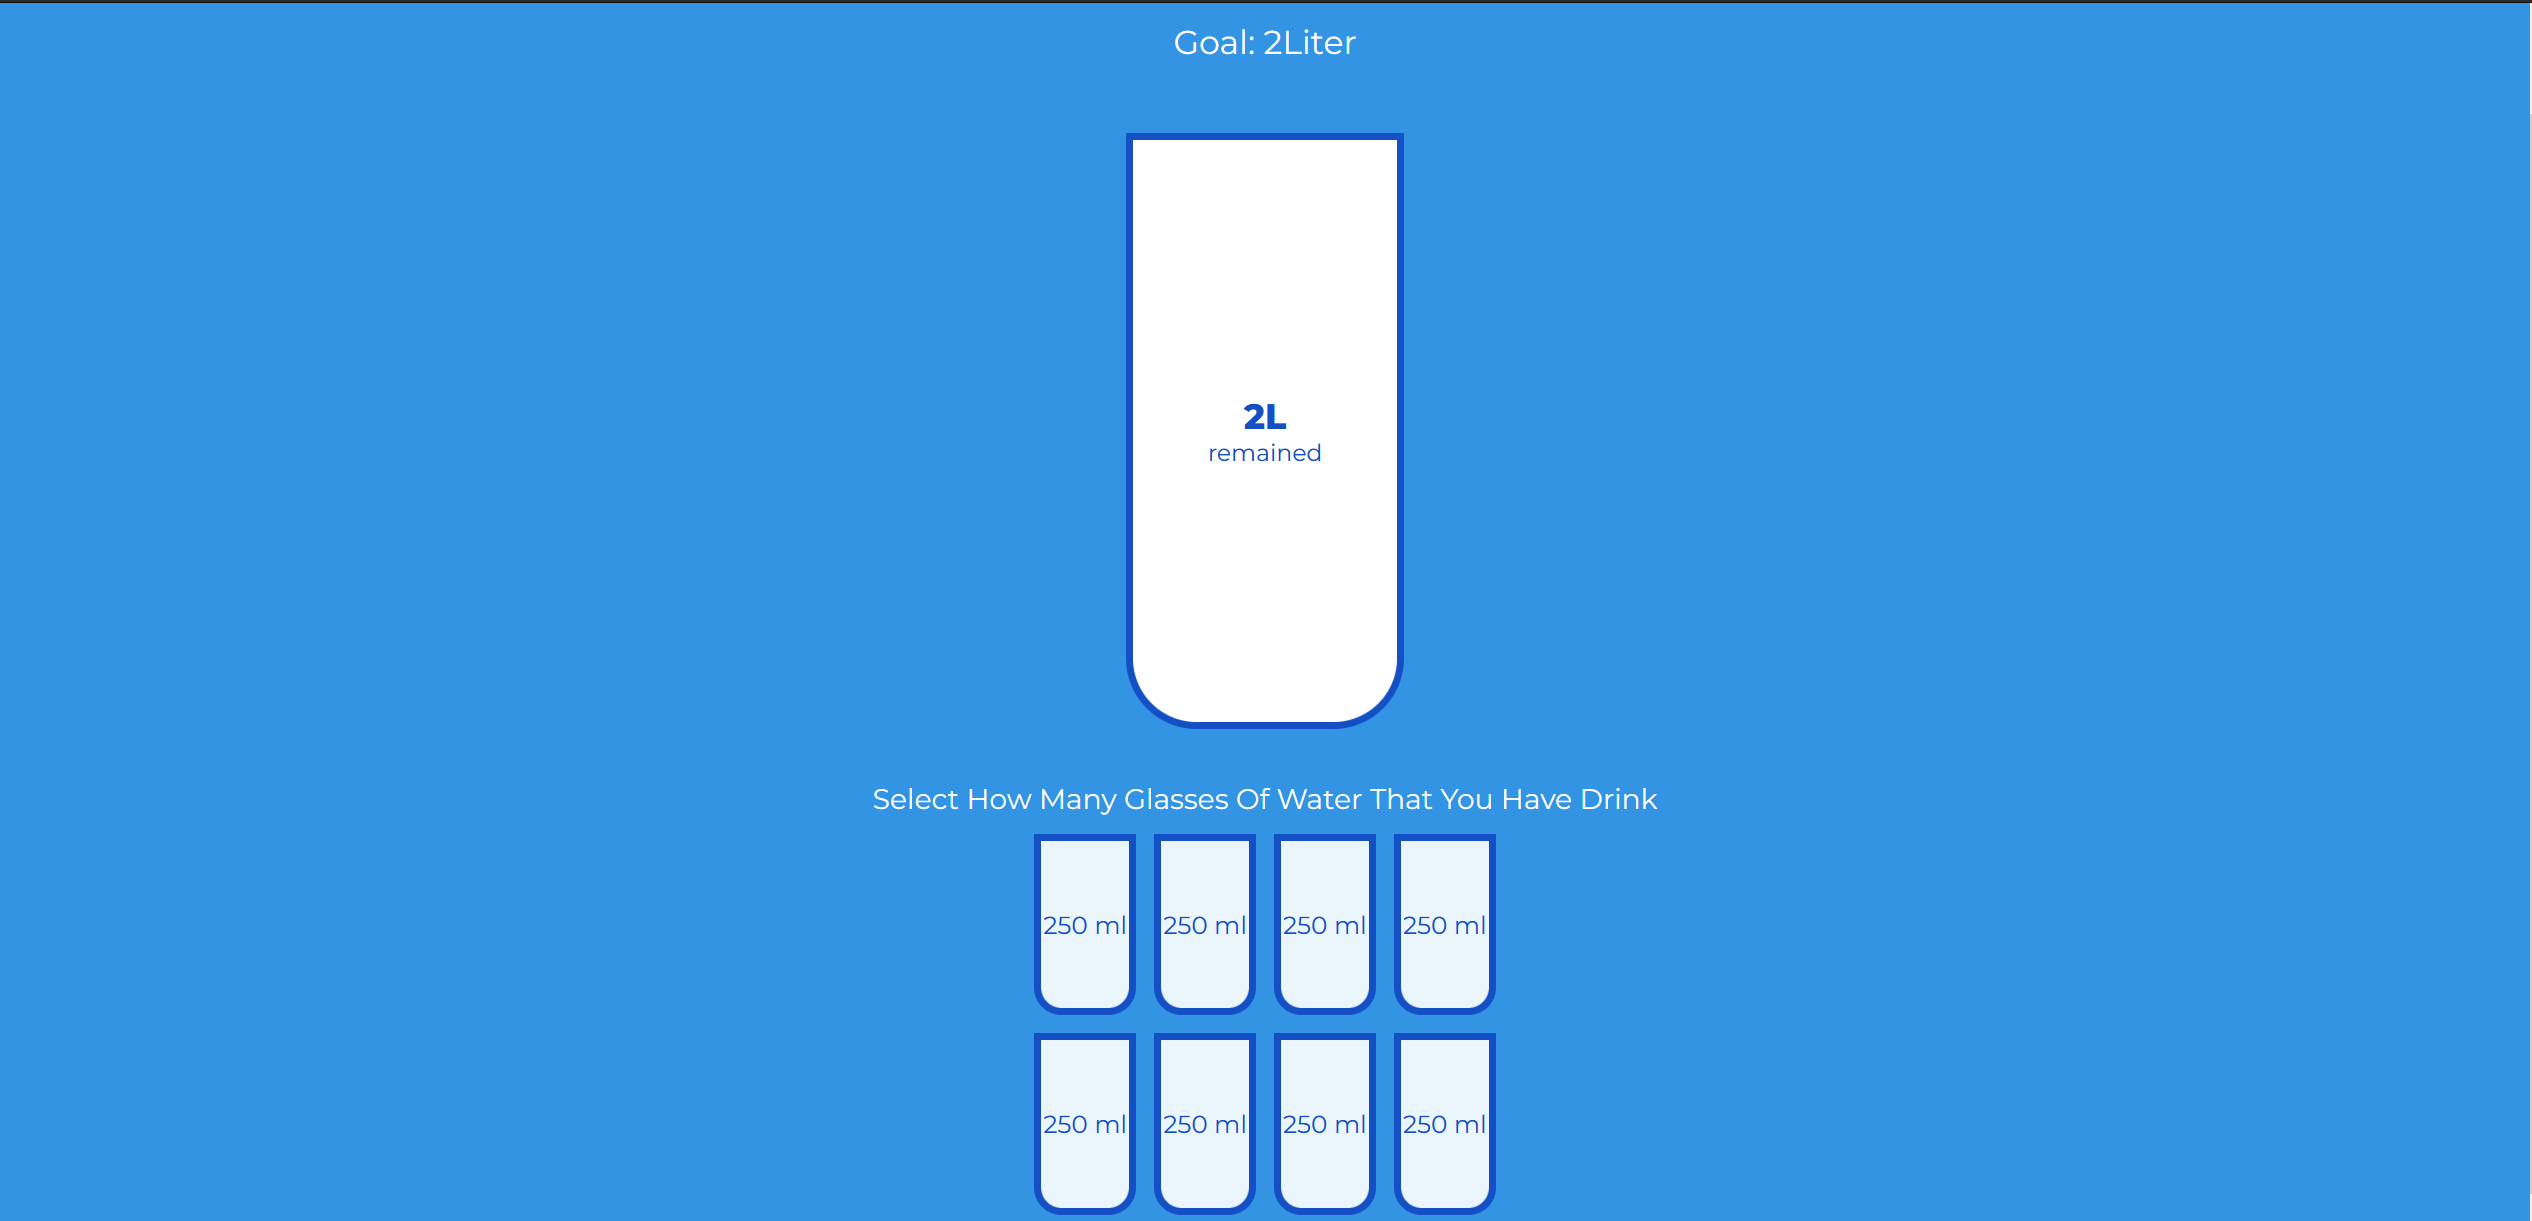 Goal: 2Liter
2L
remained
Select How Many Glasses Of Water That You Have Drink
250 ml 250 ml 250 ml 250 ml
250 ml 250 ml 250 ml 250 ml